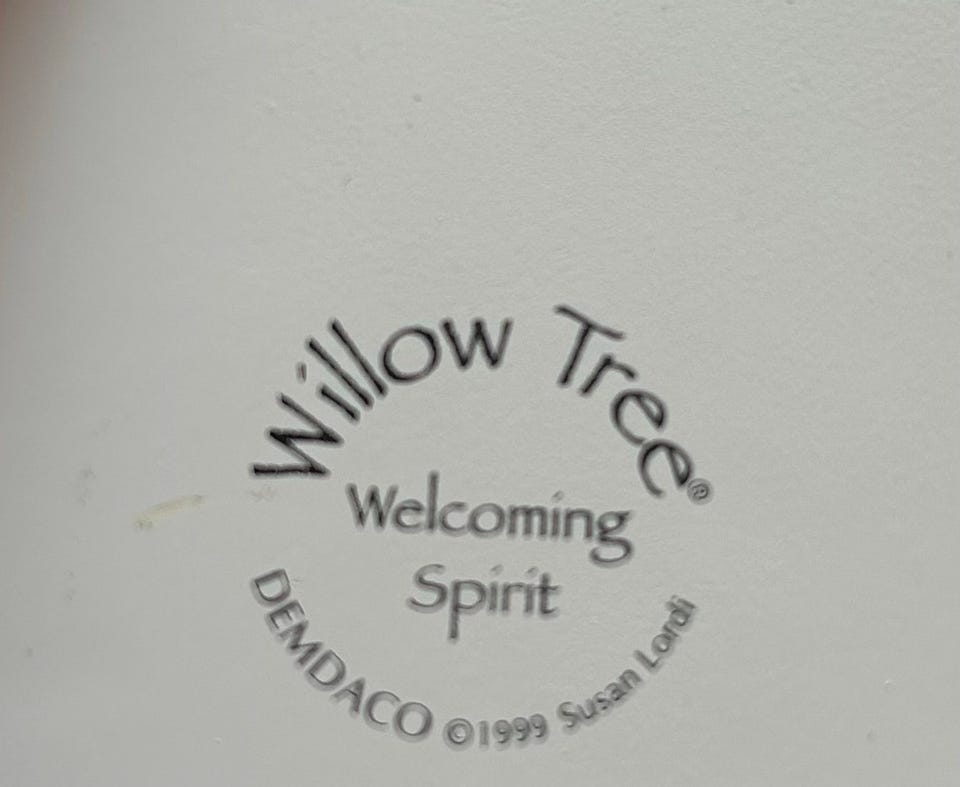 Willow Tree®
Welcoming
Spirit
DEMDACO ©1999 Susan Lordi